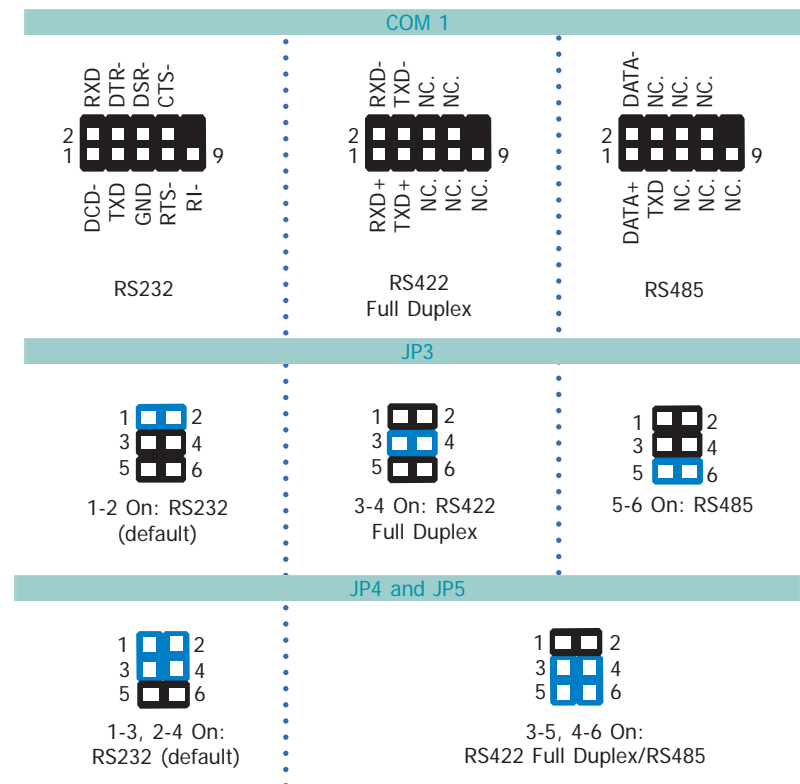 COM 1
RXD DTR- DSR- CTS-
2
1 9
DCD- TXD GND RTS- RI-
RS232
RXD- TXD- NC. NC.
2
1 9
RXD+ TXD+ NC. NC. NC.
RS422
Full Duplex
DATA- NC. NC. NC.
2
1 9
DATA+ TXD NC. NC. NC.
RS485
JP3
1 2
3 4
5 6
1-2 On: RS232
(default)
1 2
3 4
5 6
3-4 On: RS422
Full Duplex
1 2
3 4
5 6
5-6 On: RS485
JP4 and JP5
1 2
3 4
5 6
1-3, 2-4 On:
RS232 (default)
1 2
3 4
5 6
3-5, 4-6 On:
RS422 Full Duplex/RS485